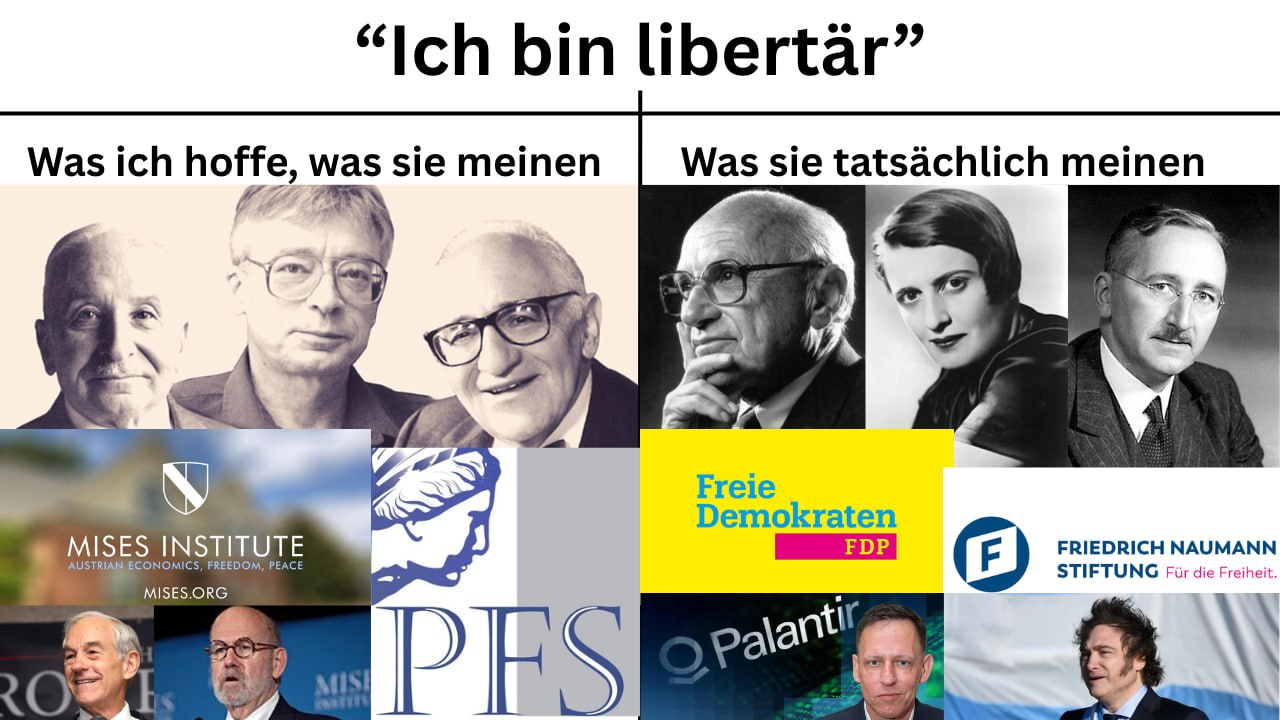 “Ich bin libertär”
Was ich hoffe, was sie meinen
Was sie tatsächlich meinen
MISES INSTITUTE
AUSTRIAN ECONOMICS, FREEDOM, PEACE
MISES.ORG
PFS
Freie
Demokraten
FDP
F
FRIEDRICH NAUMANN
STIFTUNG Für die Freiheit.
Palantir